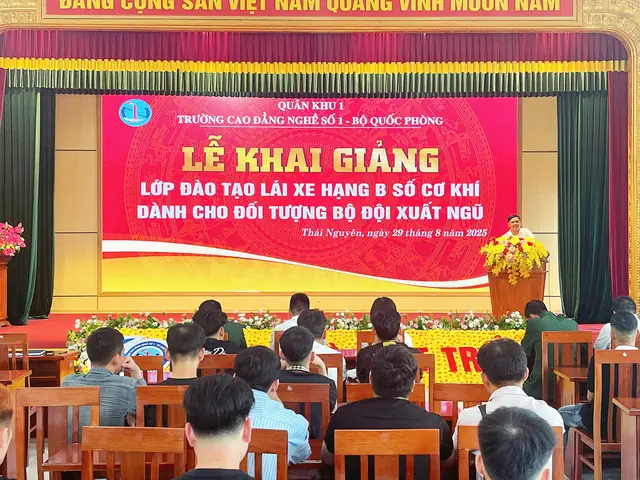 ĐẢNG CỘNG SẢN VIỆT NAM QUANG VINH MUÔN NĂM
QUÂN KHU 1
TRƯỜNG CAO ĐẲNG NGHỀ SỐ 1 - BỘ QUỐC PHÒNG
LỄ KHAI GIẢNG
LỚP ĐÀO TẠO LÁI XE HẠNG B SỐ CƠ KHÍ
DÀNH CHO ĐỐI TƯỢNG BỘ ĐỘI XUẤT NGŨ
Thái Nguyên, ngày 29 tháng 8 năm 2025